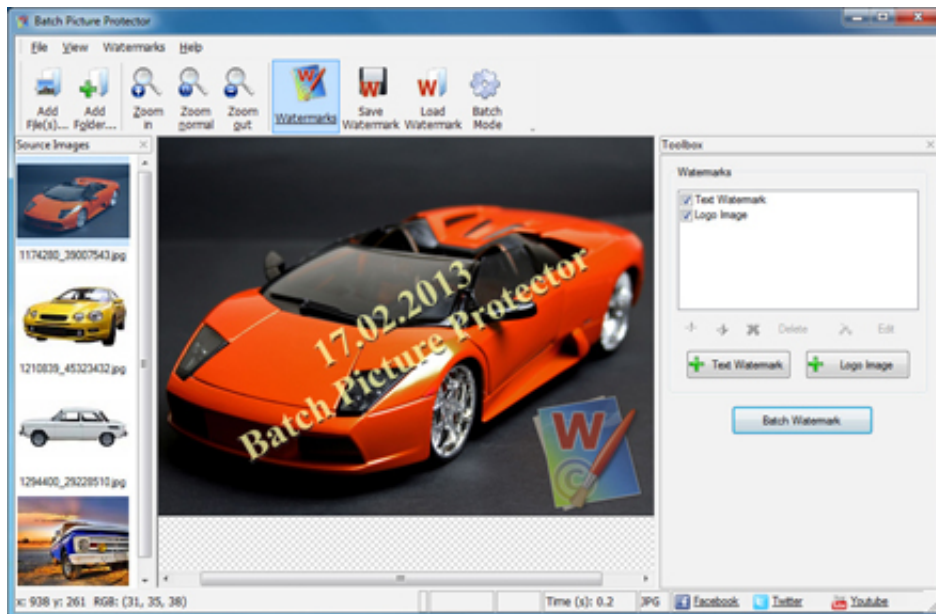 Batch Picture Protector
File View Watermarks Help
Add File(s)...
Add Folder...
Zoom in
Zoom normal
Zoom out
Watermarks
Save Watermark
Load Watermark
Batch Mode
Source Images
Toolbox
1174280_39007543.jpg
1210839_45323432.jpg
1294400_29228510.jpg
17.02.2013
Batch Picture Protector
W
C
Watermarks
Text Watermark
Logo Image
Delete Edit
Text Watermark Logo Image
Batch Watermark
x: 938 y: 261 RGB: (31, 35, 38) Time (s): 0.2 JPG Facebook Twitter Youtube